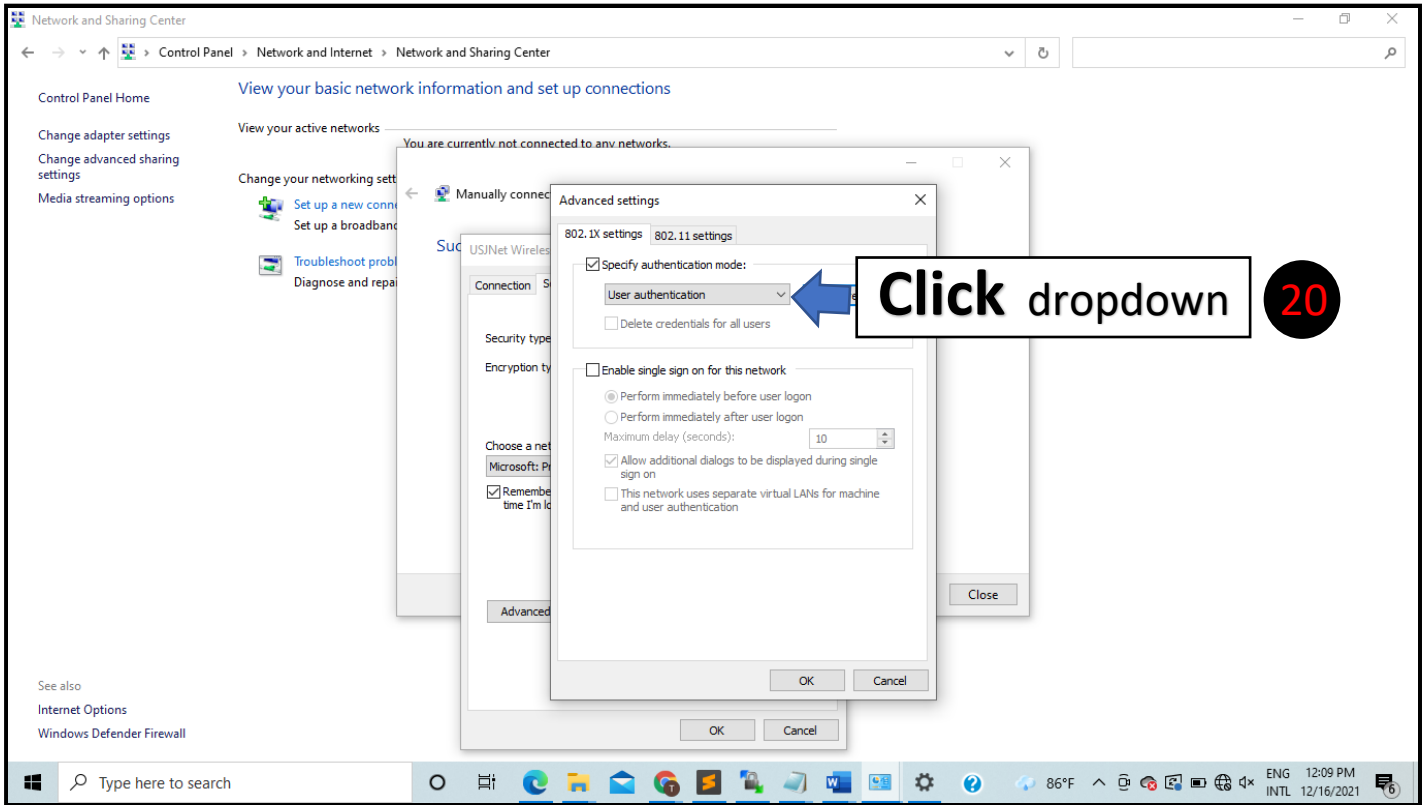 Network and Sharing Center
Control Panel > Network and Internet > Network and Sharing Center
Control Panel Home
Change adapter settings
Change advanced sharing
settings
Media streaming options
View your basic network information and set up connections
View your active networks
You are currently not connected to any networks.
Change your networking sett
Set up a new conne
Set up a broadband
Troubleshoot probl
Diagnose and repai
Manually connec
Suc
USJNet Wireles
Connection S
Security type
Encryption ty
Choose a net
Microsoft: Pr
Remembe
time I'm lo
Advanced
OK Cancel
Close
Advanced settings
802.1X settings 802.11 settings
Specify authentication mode:
User authentication
Delete credentials for all users
Enable single sign on for this network
Perform immediately before user logon
Perform immediately after user logon
Maximum delay (seconds): 10
Allow additional dialogs to be displayed during single
sign on
This network uses separate virtual LANs for machine
and user authentication
OK Cancel
Click dropdown 20
See also
Internet Options
Windows Defender Firewall
Type here to search
86°F
ENG 12:09 PM
INTL 12/16/2021
6